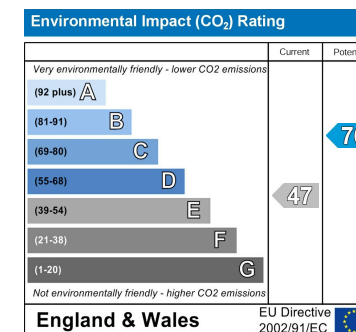 Environmental Impact (CO₂) Rating
Current
Very environmentally friendly - lower CO2 emissions
(92 plus) A
(81-91) B
(69-80) C
(55-68) D
(39-54) E
(21-38) F
(1-20) G
47
Not environmentally friendly - higher CO2 emissions
England & Wales
EU Directive
2002/91/EC